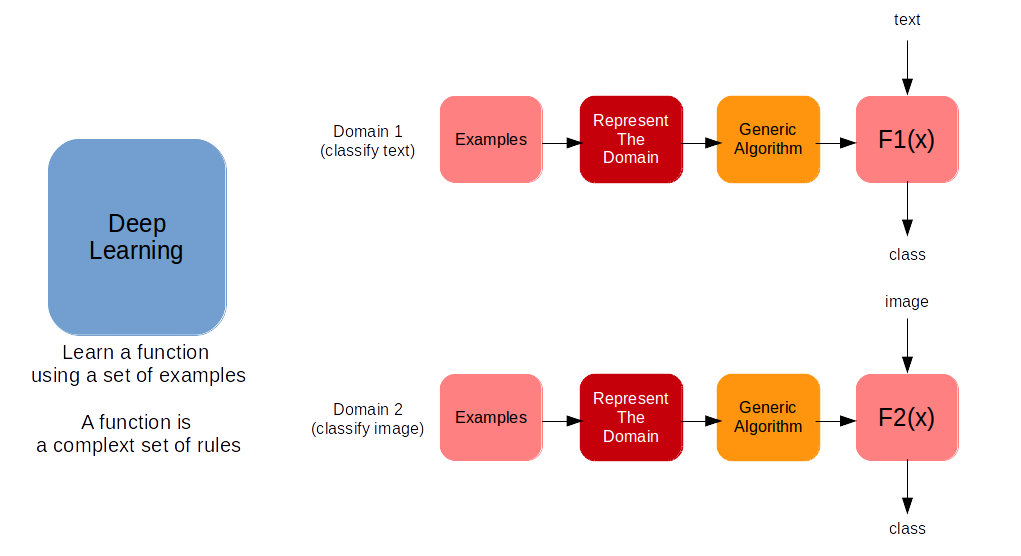 Deep
Learning
Learn a function
using a set of examples
A function is
a complext set of rules
text
Domain 1
(classify text)
Examples
Represent
The
Domain
Generic
Algorithm
F1(x)
class
image
Domain 2
(classify image)
Examples
Represent
The
Domain
Generic
Algorithm
F2(x)
class